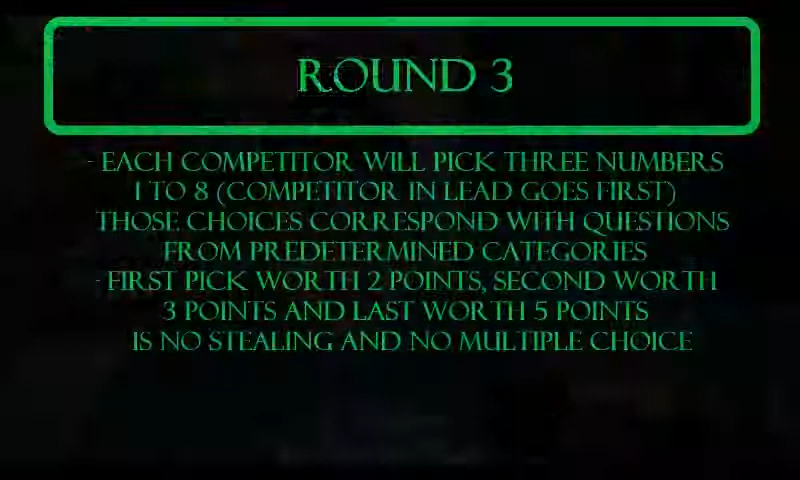 ROUND 3
- EACH COMPETITOR WILL PICK THREE NUMBERS
1 TO 8 (COMPETITOR IN LEAD GOES FIRST)
THOSE CHOICES CORRESPOND WITH QUESTIONS
FROM PREDETERMINED CATEGORIES
- FIRST PICK WORTH 2 POINTS, SECOND WORTH
3 POINTS AND LAST WORTH 5 POINTS
IS NO STEALING AND NO MULTIPLE CHOICE